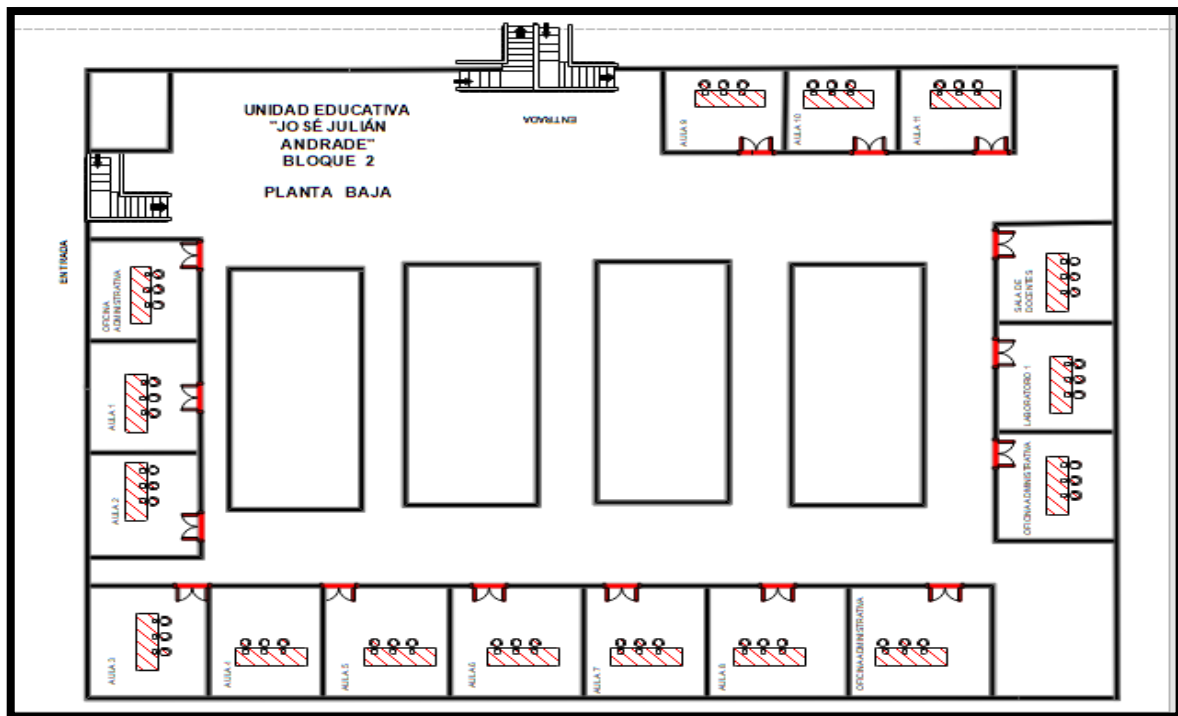 UNIDAD EDUCATIVA
"JOSÉ JULIÁN
ANDRADE"
BLOQUE 2
PLANTA BAJA
ENTRADA
AULA 9
AULA 10
AULA 11
ENTRADA
OFICINA
ADMINISTRATIVA
AULA 1
AULA 2
SALA DE
DOCENTES
LABORATORIO 1
OFICINA ADMINISTRATIVA
AULA 3
AULA 4
AULA 5
AULA 6
AULA 7
AULA 8
OFICINA ADMINISTRATIVA